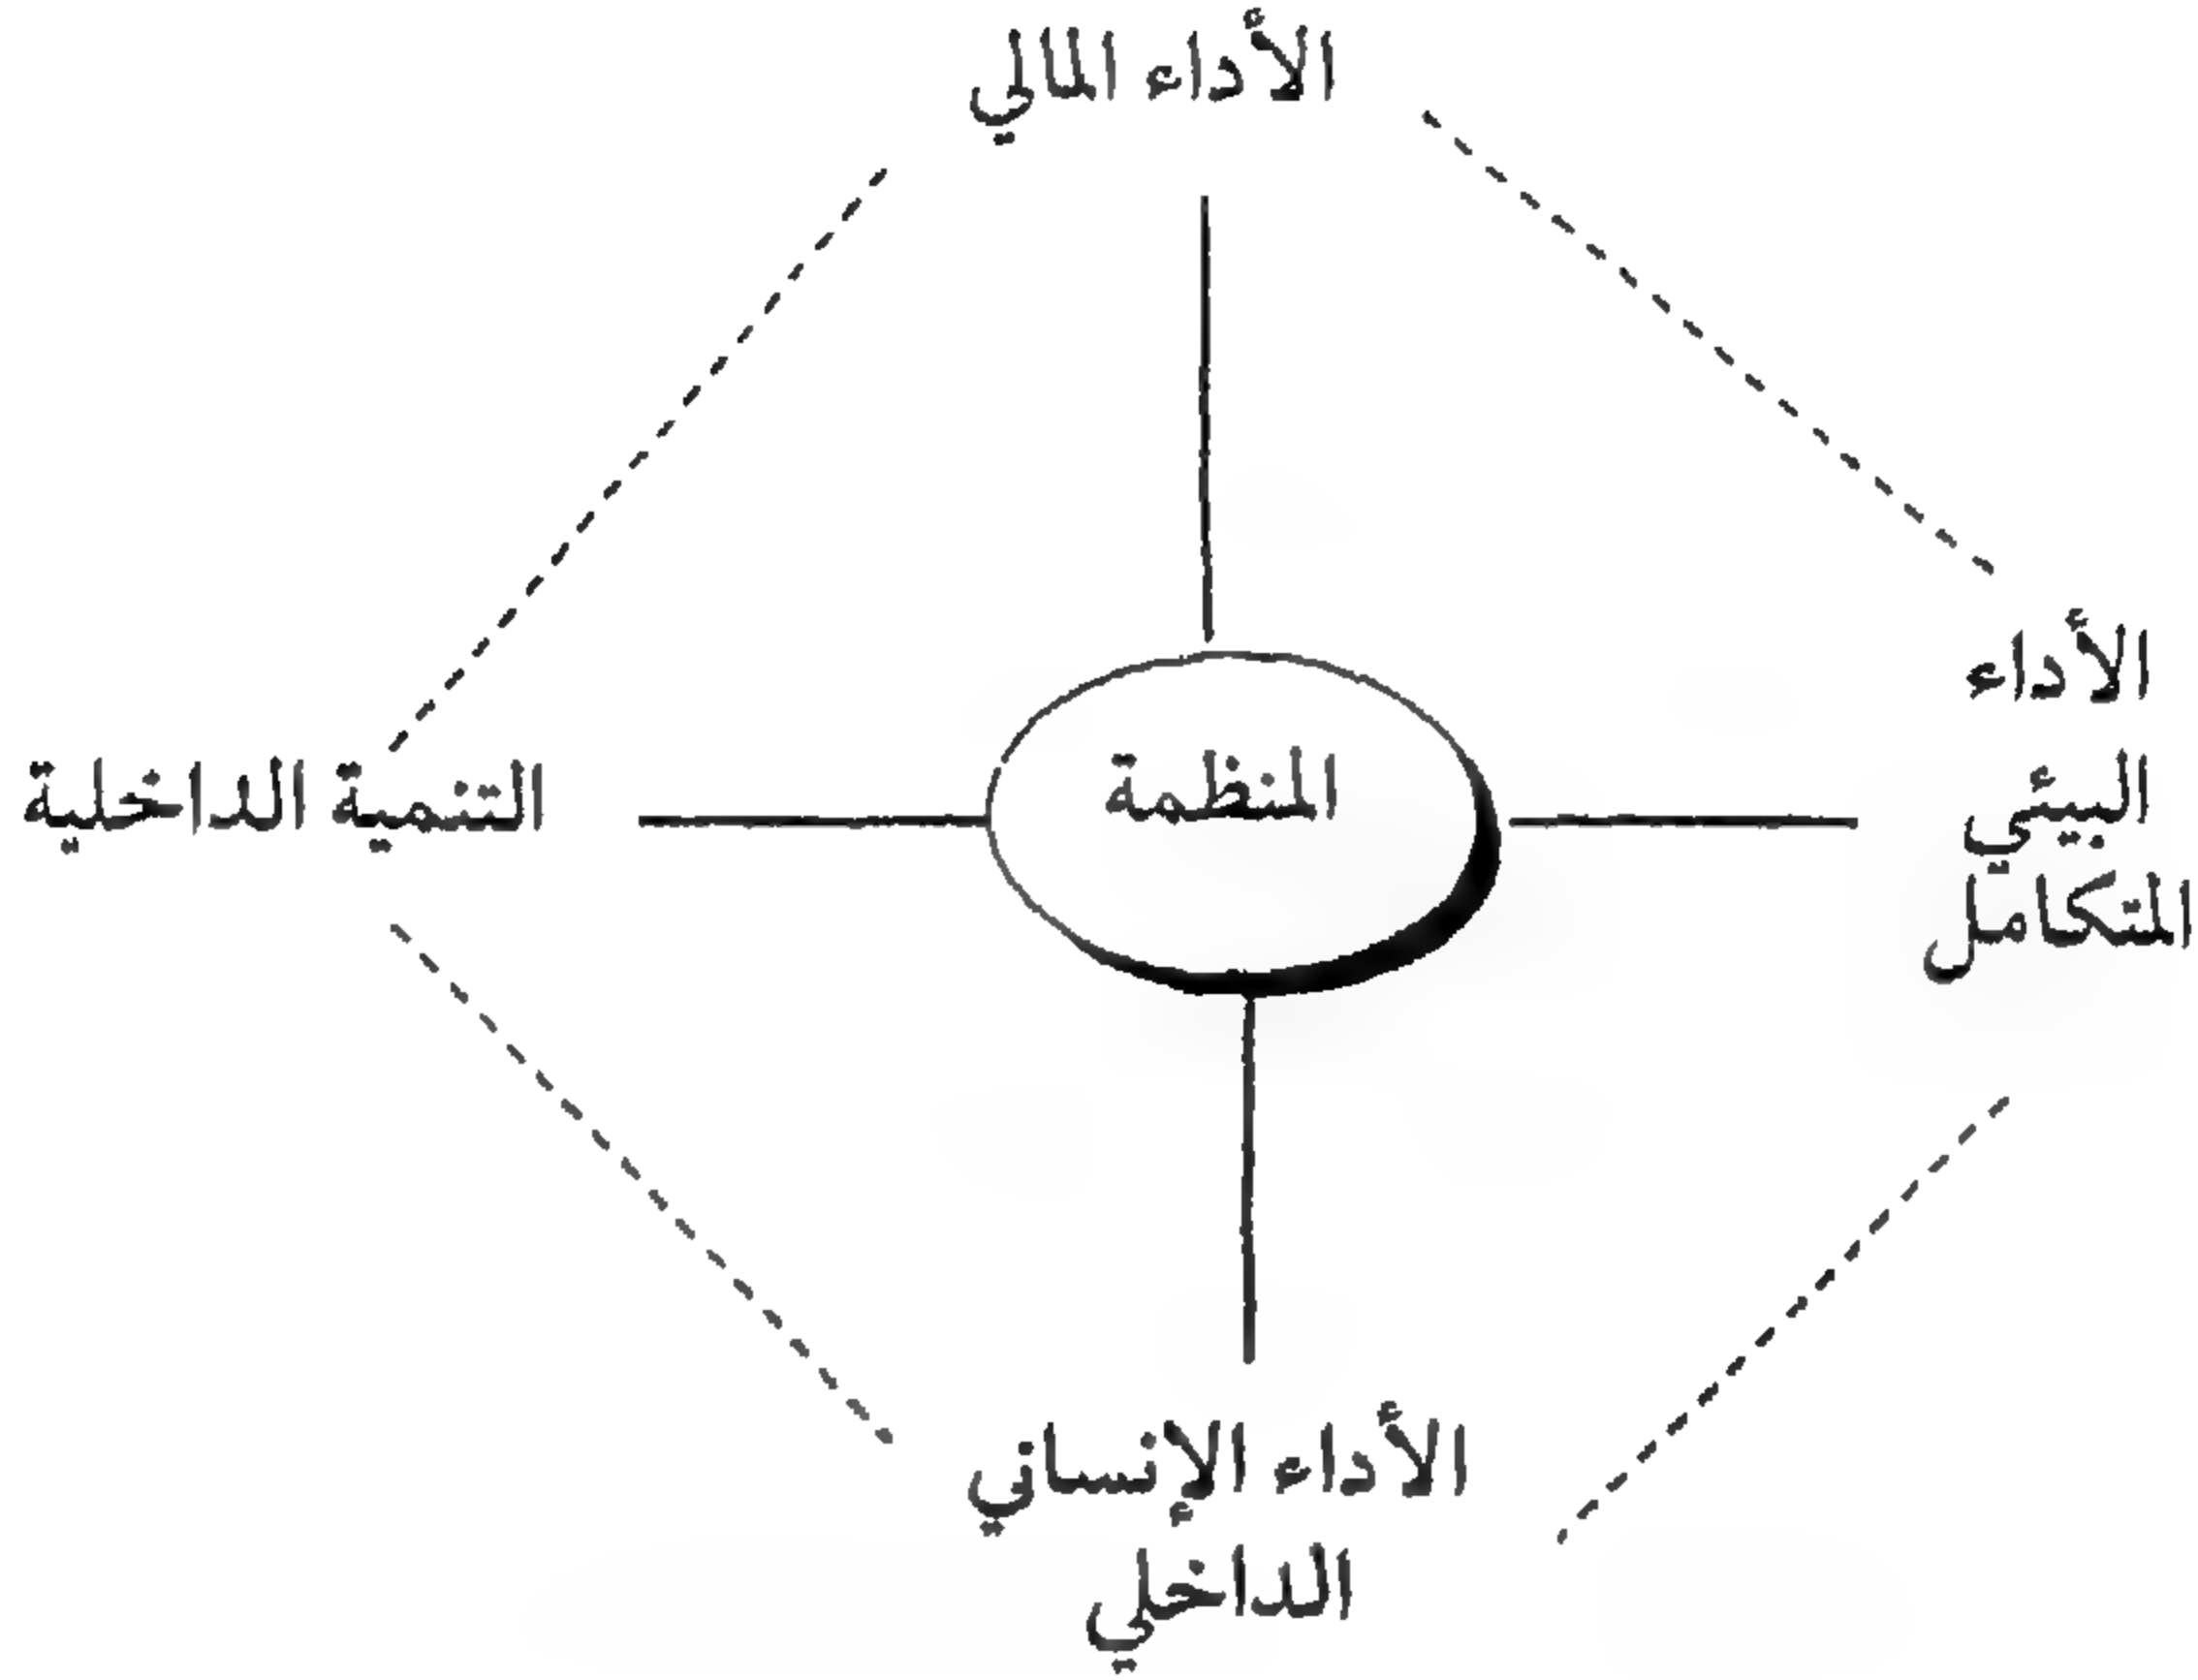 الأداء المالي
الأداء
البيئي
المتكامل
المنظمة
التنمية الداخلية
الأداء الإنساني
الداخلي